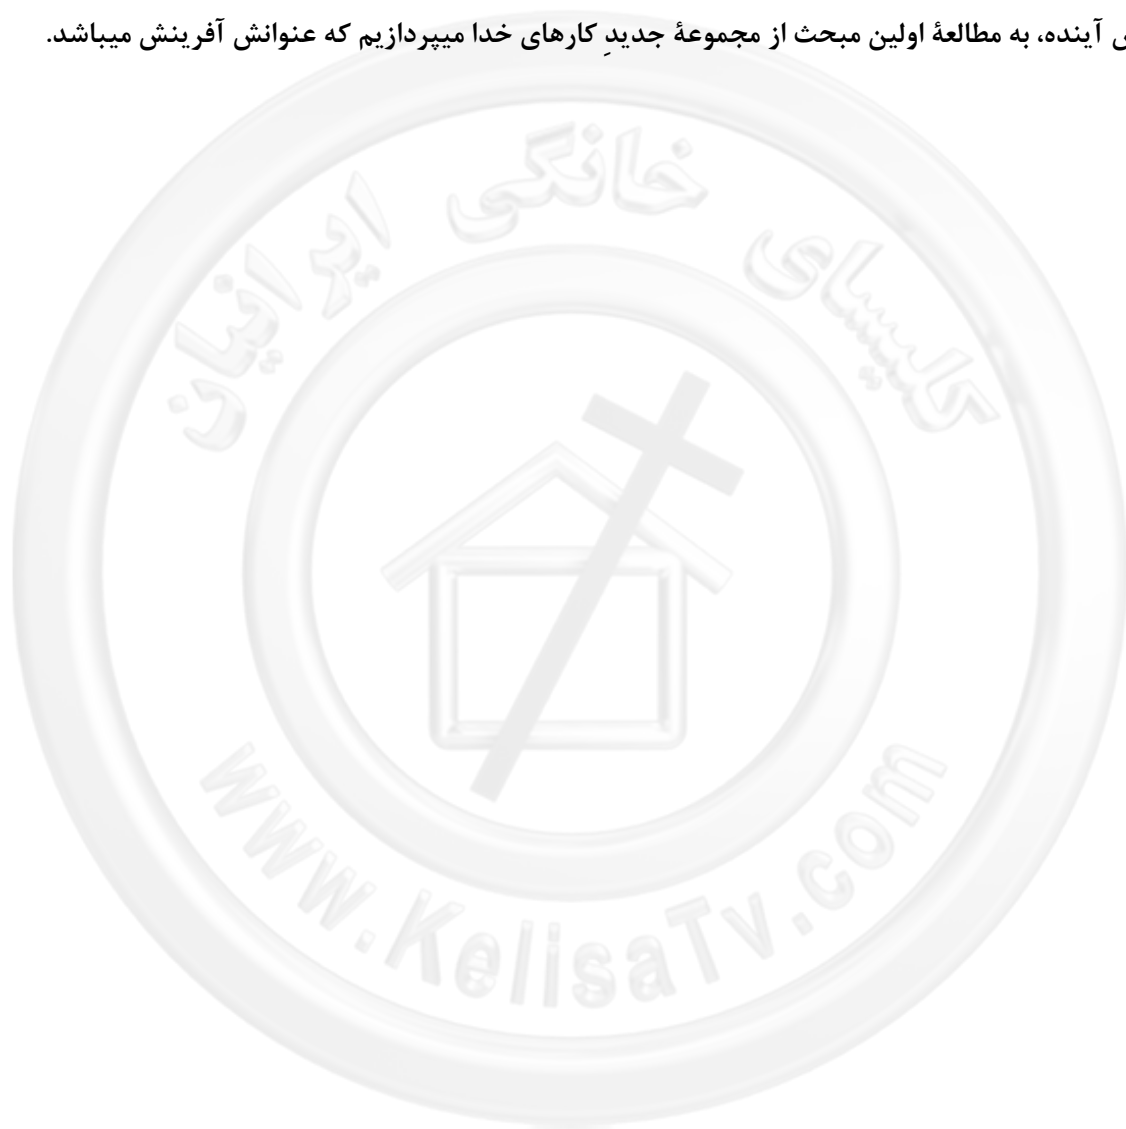 آینده، به مطالعهٔ اولین مبحث از مجموعهٔ جدیدِ کارهای خدا میپردازیم که عنوانش آفرینش میباشد.
کلیسای خانگی ایرانیان
www.KelisaTv.com